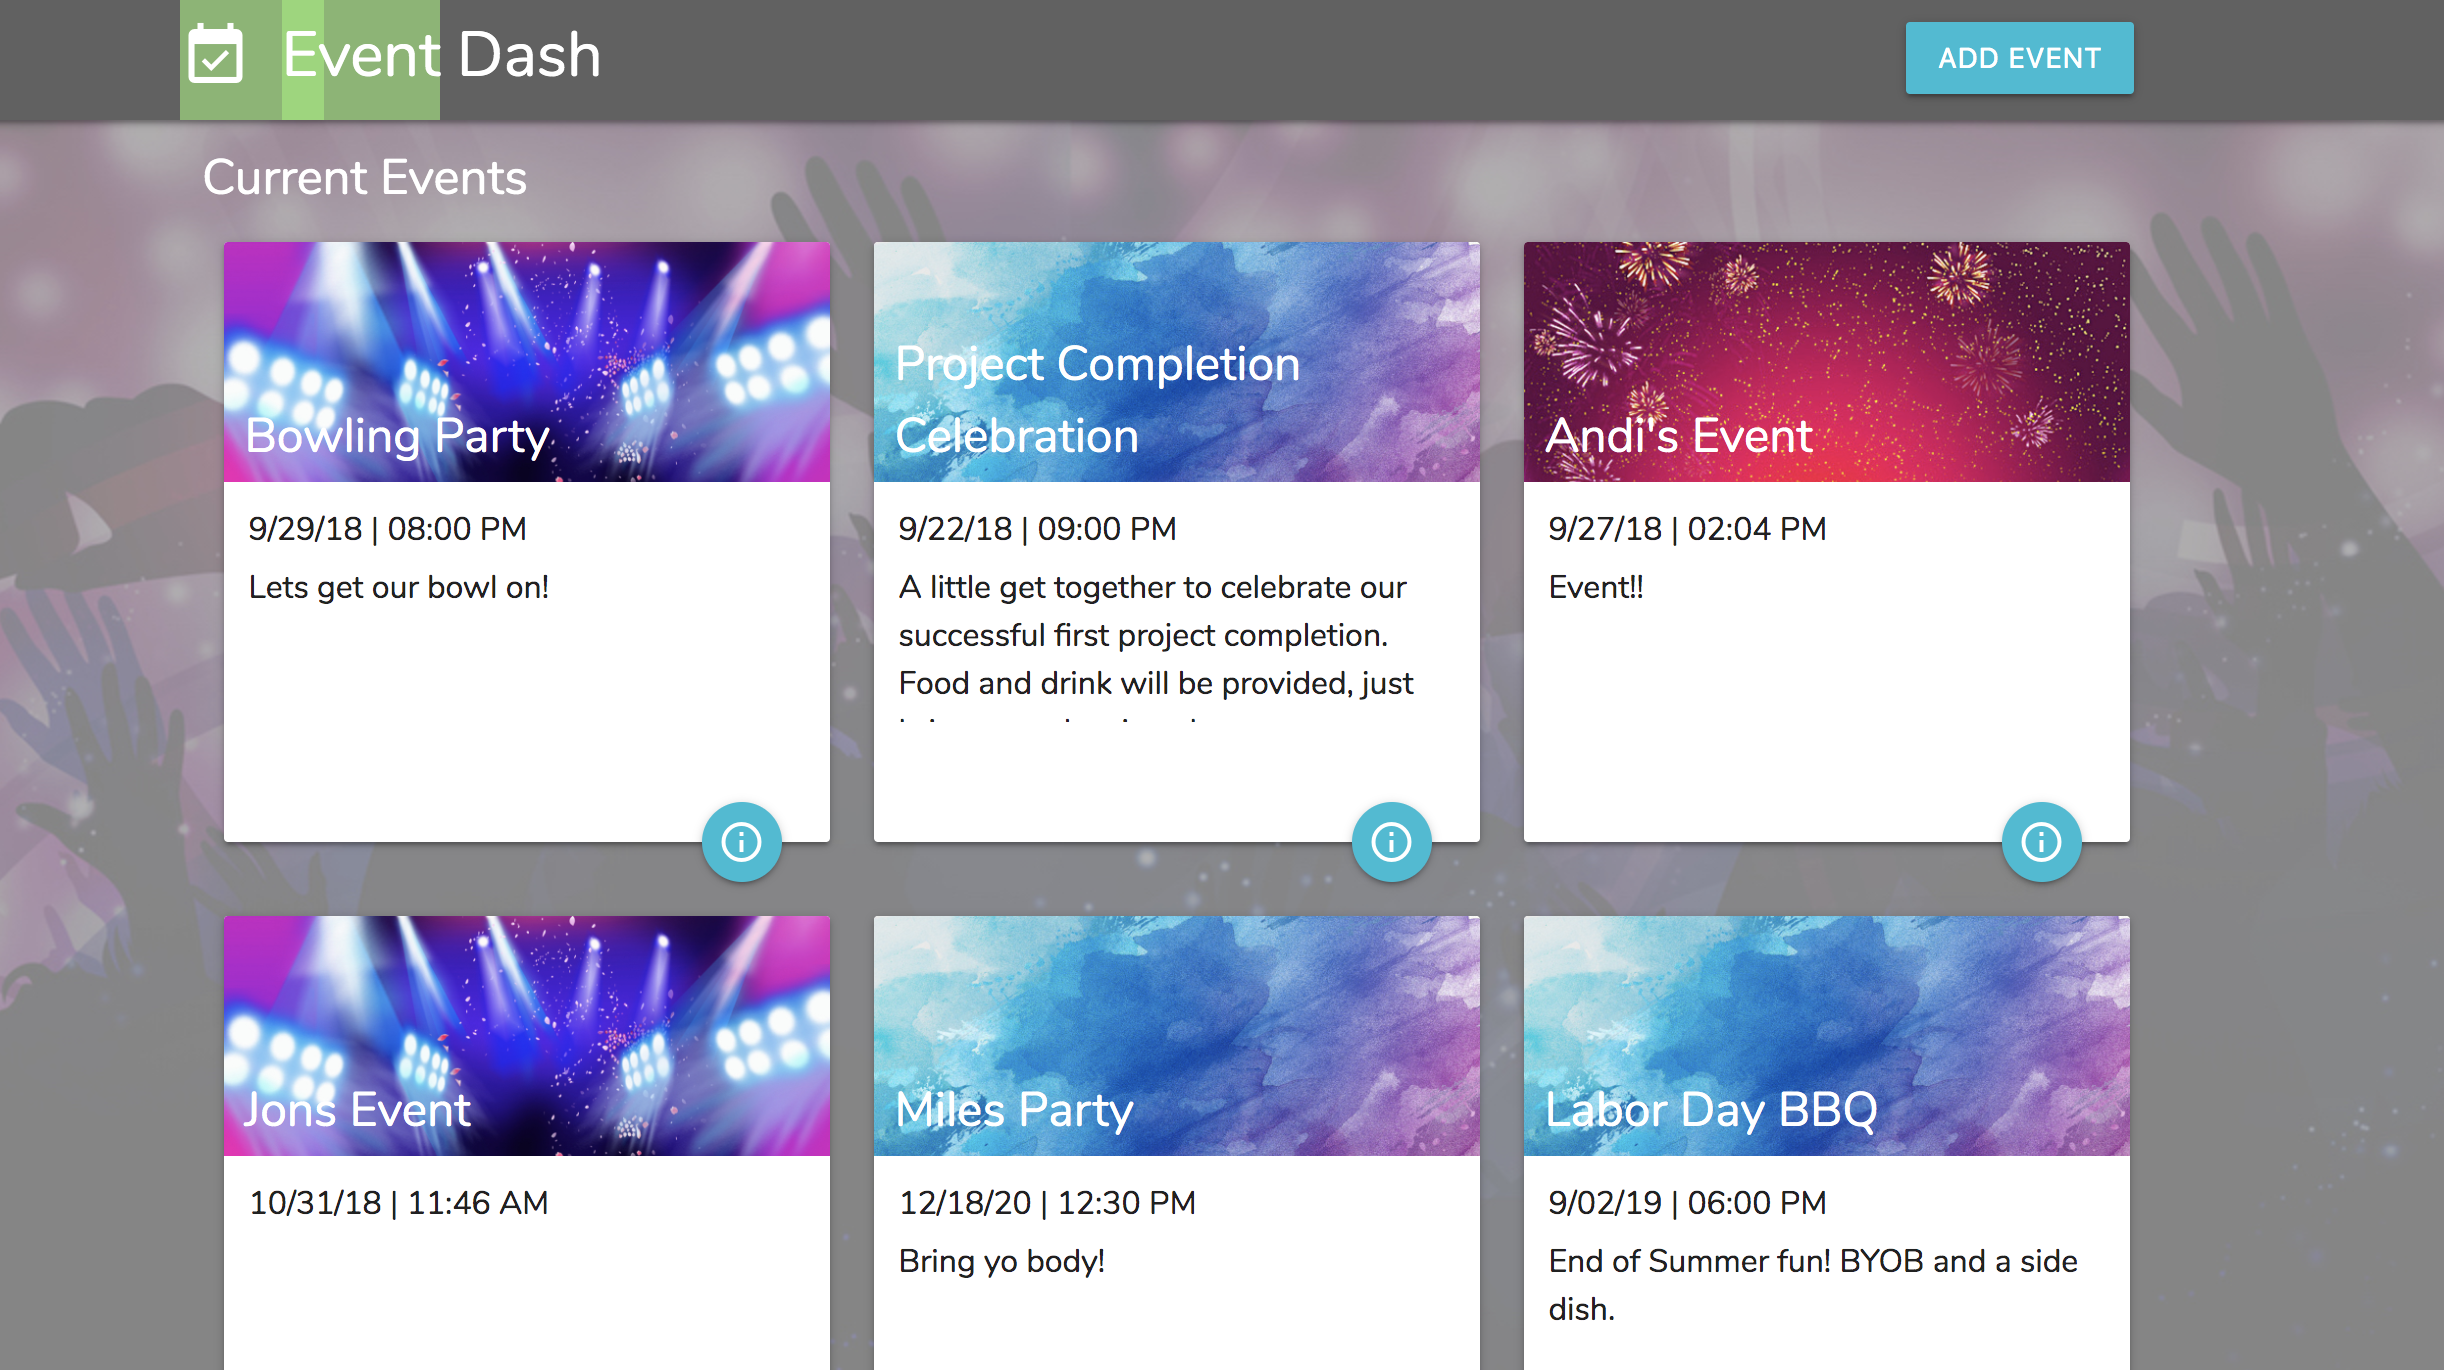 Event Dash
ADD EVENT
Current Events
Bowling Party
9/29/18 | 08:00 PM
Lets get our bowl on!
Project Completion
Celebration
9/22/18 | 09:00 PM
A little get together to celebrate our
successful first project completion.
Food and drink will be provided, just
Andi's Event
9/27/18 | 02:04 PM
Event!!
Jons Event
10/31/18 | 11:46 AM
Miles Party
12/18/20 | 12:30 PM
Bring yo body!
Labor Day BBQ
9/02/19 | 06:00 PM
End of Summer fun! BYOB and a side
dish.